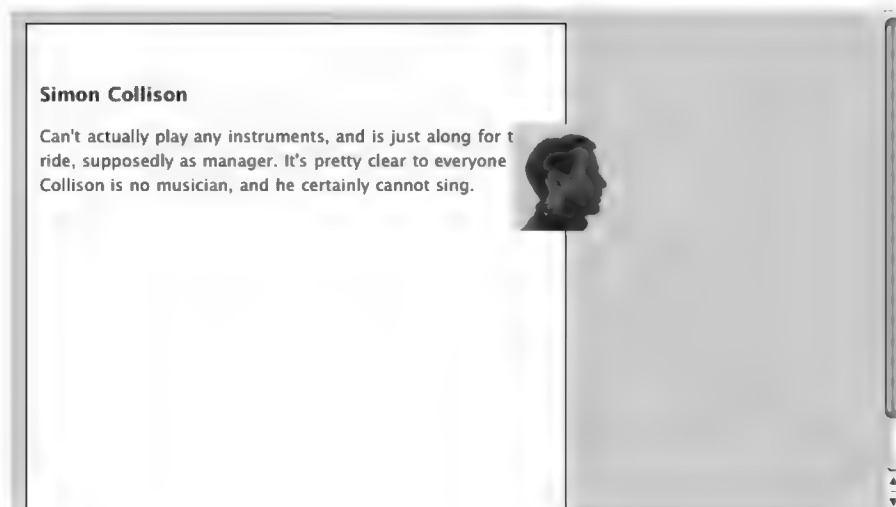 Simon Collison
Can't actually play any instruments, and is just along for t
ride, supposedly as manager. It's pretty clear to everyone
Collison is no musician, and he certainly cannot sing.